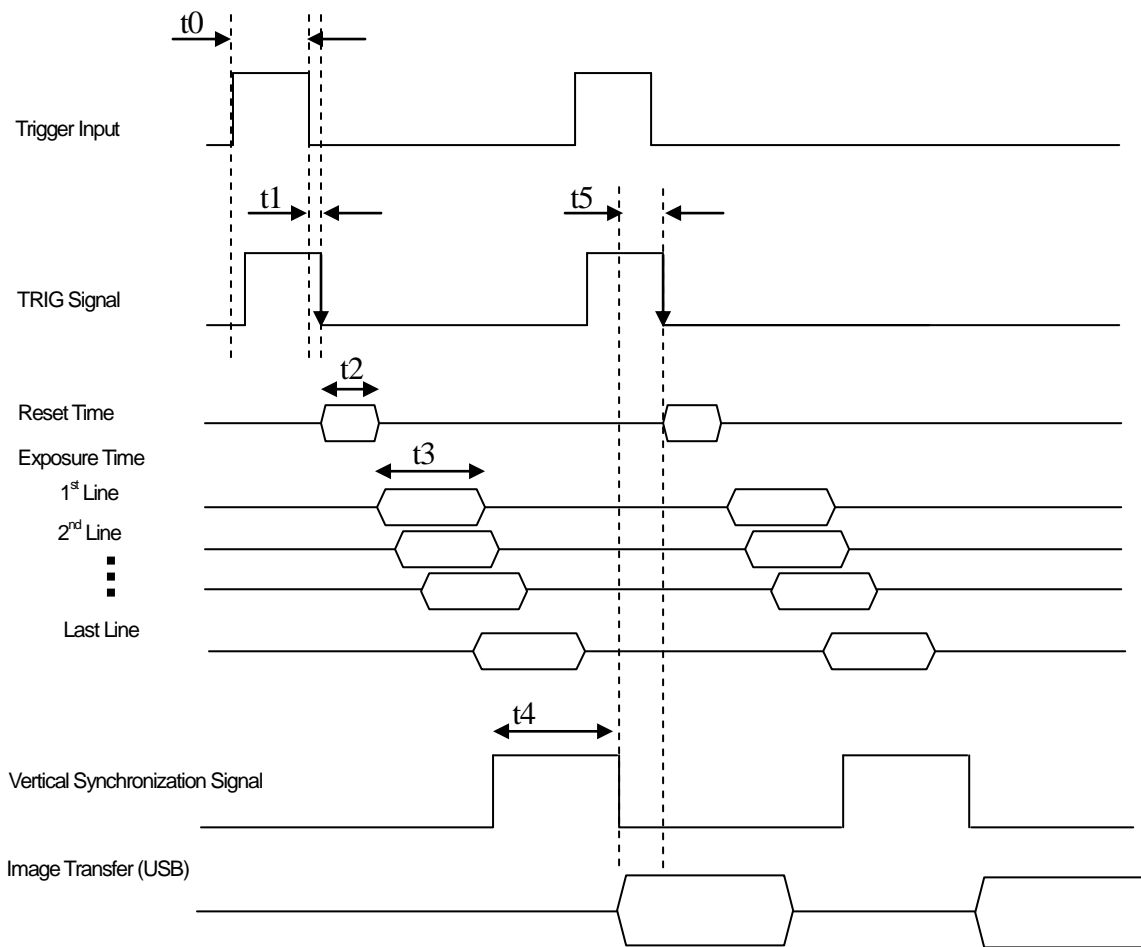 t0
Trigger Input
t1
t5
TRIG Signal
t2
Reset Time
Exposure Time
t3
1st Line
2nd Line
Last Line
t4
Vertical Synchronization Signal
Image Transfer (USB)